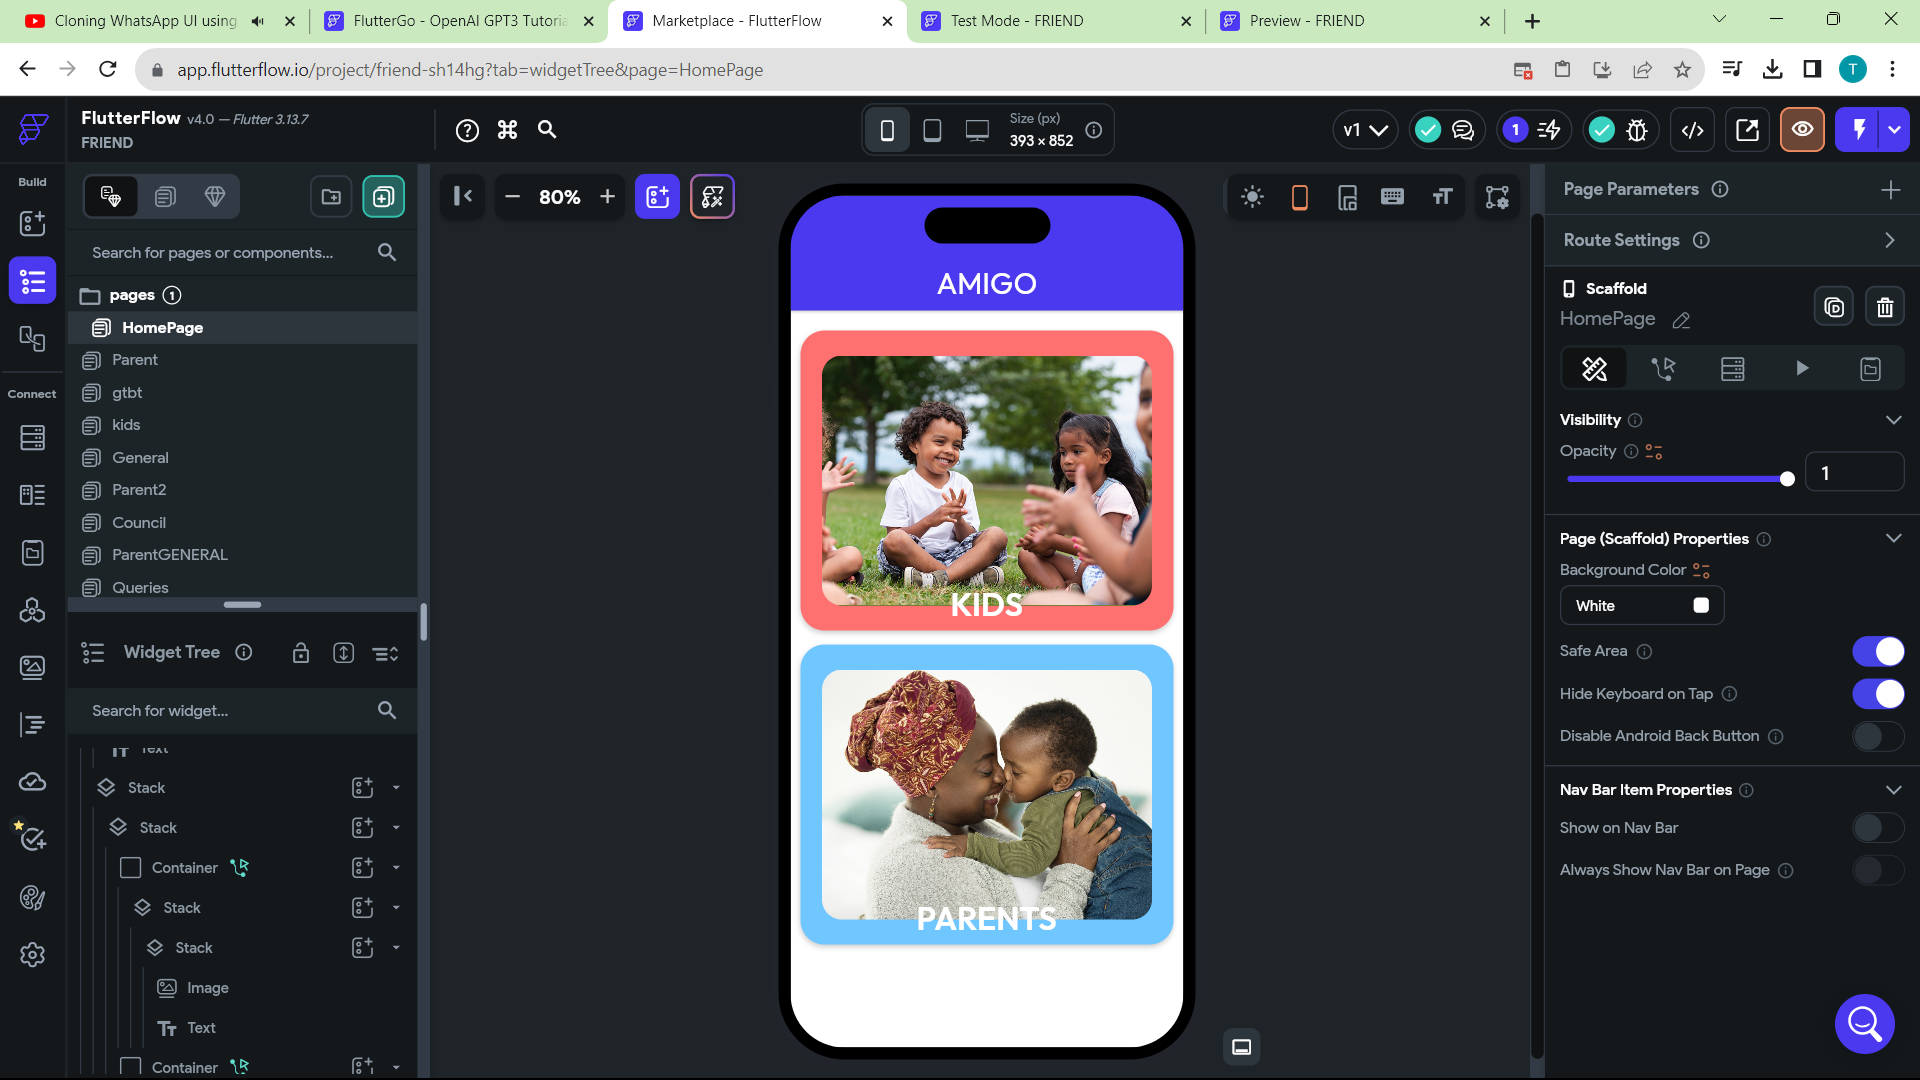 Cloning WhatsApp UI using
FlutterGo - OpenAI GPT3 Tutoria
Marketplace - FlutterFlow
Test Mode - FRIEND
Preview - FRIEND
app.flutterflow.io/project/friend-sh14hg?tab=widgetTree&page=HomePage
T
FlutterFlow v4.0 — Flutter 3.13.7
FRIEND
Size (px)
393 × 852
v1
1
Build
80%
Page Parameters
Search for pages or components...
Route Settings
pages 1
AMIGO
Scaffold
HomePage
HomePage
Parent
gtbt
kids
General
Parent2
Council
ParentGENERAL
Queries
Connect
Visibility
Opacity
1
Page (Scaffold) Properties
Background Color
White
KIDS
Widget Tree
Safe Area
Hide Keyboard on Tap
Search for widget...
Disable Android Back Button
Text
Stack
Nav Bar Item Properties
Stack
Show on Nav Bar
Container
Always Show Nav Bar on Page
Stack
PARENTS
Stack
Image
Text
Container